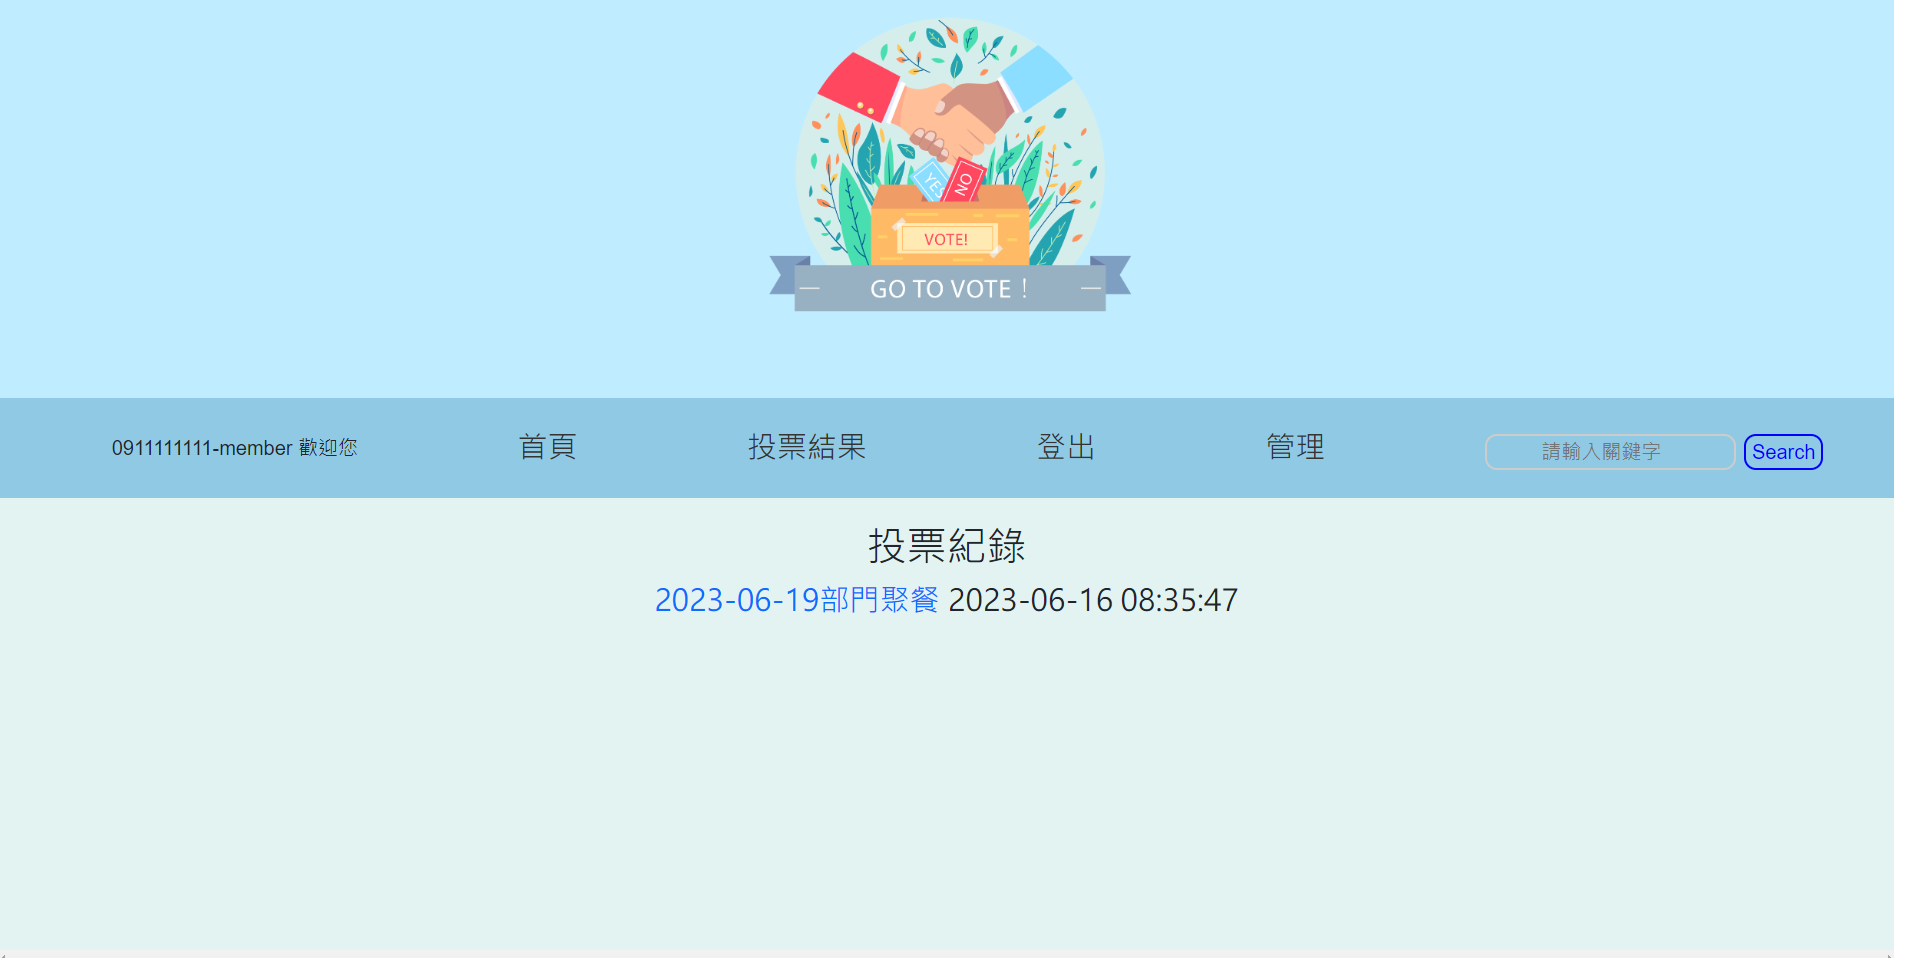 YES
NO
VOTE!
GO TO VOTE！
0911111111-member 歡迎您
首頁
投票結果
登出
管理
請輸入關鍵字
Search
投票紀錄
2023-06-19部門聚餐 2023-06-16 08:35:47